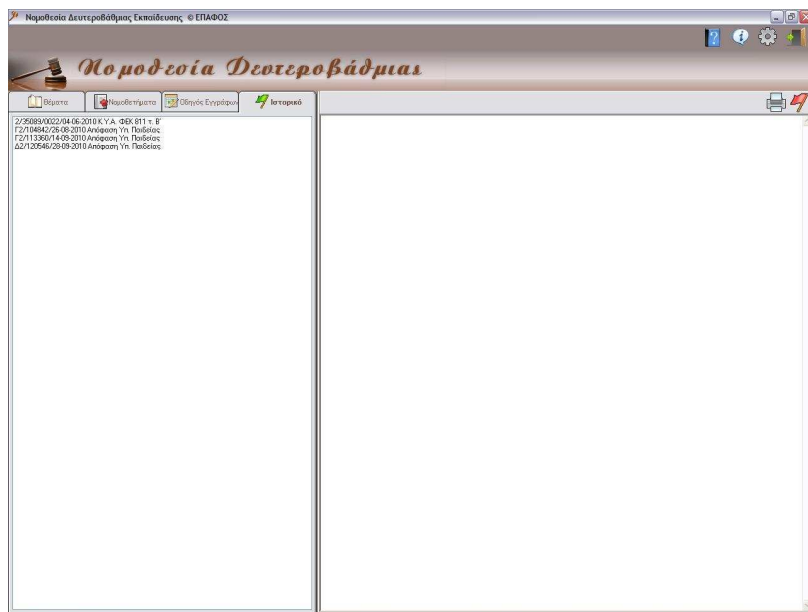 Νομοθεσία Δευτεροβάθμιας Εκπαίδευσης © ΕΠΑΦΟΣ
Νομοθεσία Δευτεροβάθμιας
Θέματα Νομοθετήματα Οδηγός Εγγράφων Ιστορικό
2/35089/0022/04-06-2010 Κ.Υ.Α. ΦΕΚ 811 τ. Β'
Γ2/104842/26-08-2010 Απόφαση Υπ. Παιδείας
Γ2/113360/14-09-2010 Απόφαση Υπ. Παιδείας
Δ2/120546/28-09-2010 Απόφαση Υπ. Παιδείας